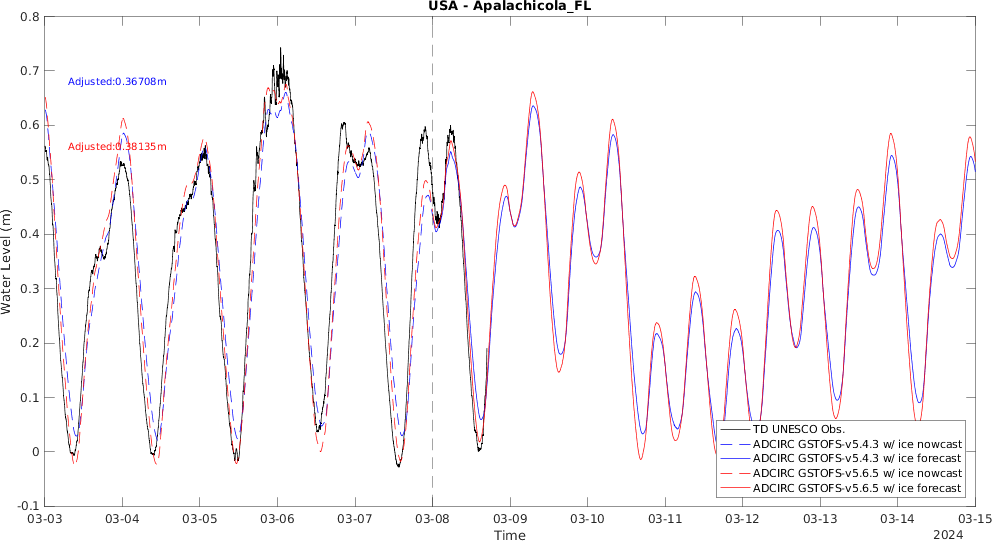 USA - Apalachicola_FL
0.8
0.7
0.6
0.5
0.4
0.3
0.2
0.1
0
-0.1
Water Level (m)
Adjusted:0.36708m
Adjusted:0.38135m
TD UNESCO Obs.
ADCIRC GSTOFS-v5.4.3 w/ ice nowcast
ADCIRC GSTOFS-v5.4.3 w/ ice forecast
ADCIRC GSTOFS-v5.6.5 w/ ice nowcast
ADCIRC GSTOFS-v5.6.5 w/ ice forecast
03-03 03-04 03-05 03-06 03-07 03-08 03-09 03-10 03-11 03-12 03-13 03-14 03-15
Time
2024